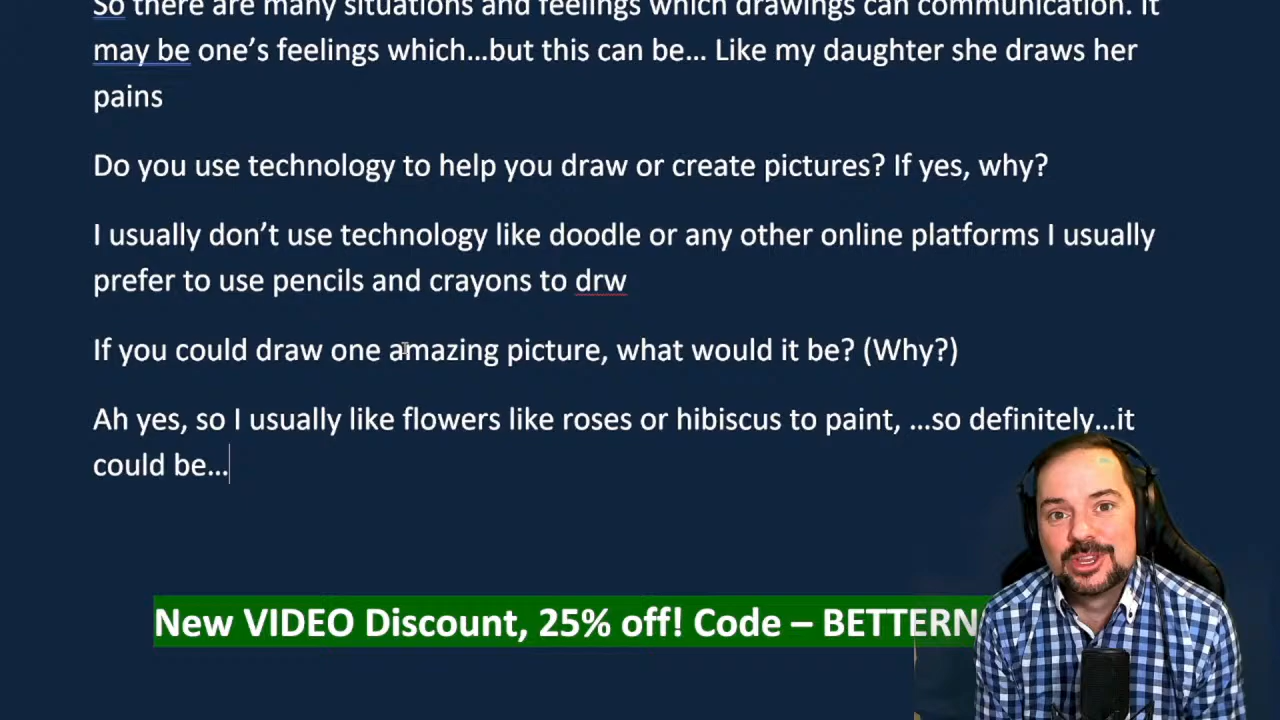 So there are many situations and feelings which drawings can communication. It
may be one’s feelings which…but this can be… Like my daughter she draws her
pains
Do you use technology to help you draw or create pictures? If yes, why?
I usually don’t use technology like doodle or any other online platforms I usually
prefer to use pencils and crayons to drw
If you could draw one amazing picture, what would it be? (Why?)
Ah yes, so I usually like flowers like roses or hibiscus to paint, …so definitely…it
could be…
New VIDEO Discount, 25% off! Code – BETTERN